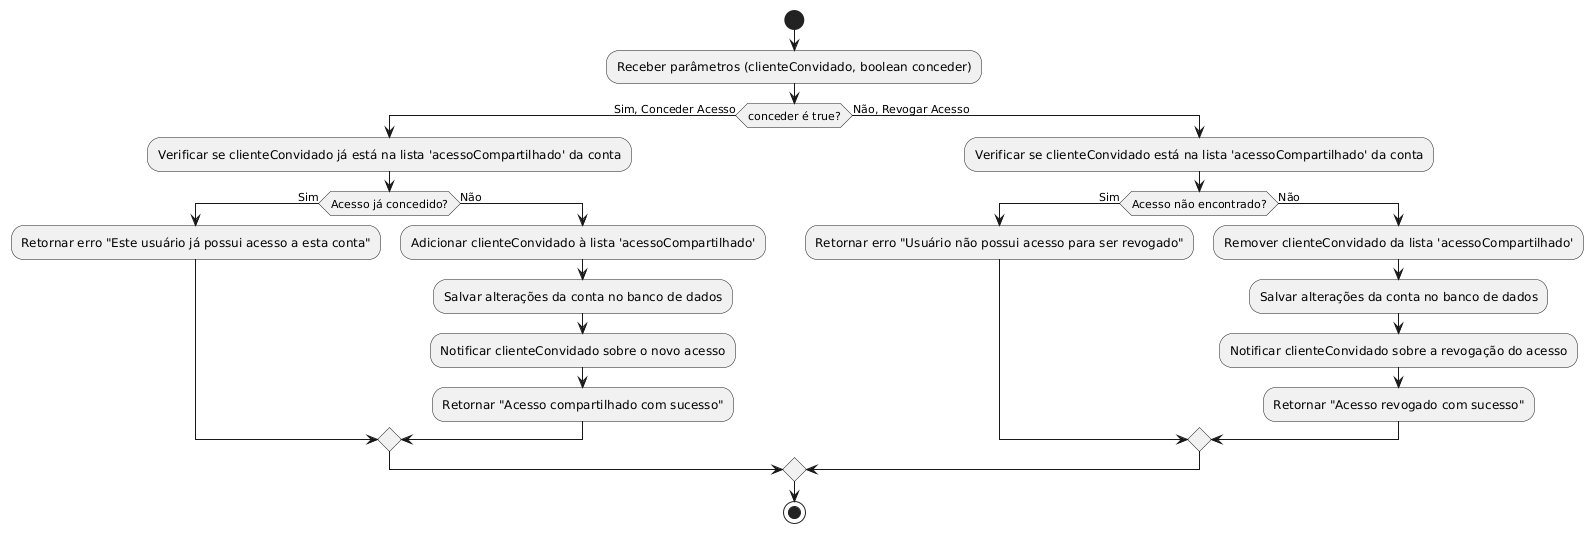 Receber parâmetros (clienteConvidado, boolean conceder)
Sim, Conceder Acesso
conceder é true?
Não, Revogar Acesso
Verificar se clienteConvidado já está na lista 'acessoCompartilhado' da conta
Sim
Acesso já concedido?
Não
Retornar erro "Este usuário já possui acesso a esta conta"
Adicionar clienteConvidado à lista 'acessoCompartilhado'
Salvar alterações da conta no banco de dados
Notificar clienteConvidado sobre o novo acesso
Retornar "Acesso compartilhado com sucesso"
Verificar se clienteConvidado está na lista 'acessoCompartilhado' da conta
Sim
Acesso não encontrado?
Não
Retornar erro "Usuário não possui acesso para ser revogado"
Remover clienteConvidado da lista 'acessoCompartilhado'
Salvar alterações da conta no banco de dados
Notificar clienteConvidado sobre a revogação do acesso
Retornar "Acesso revogado com sucesso"